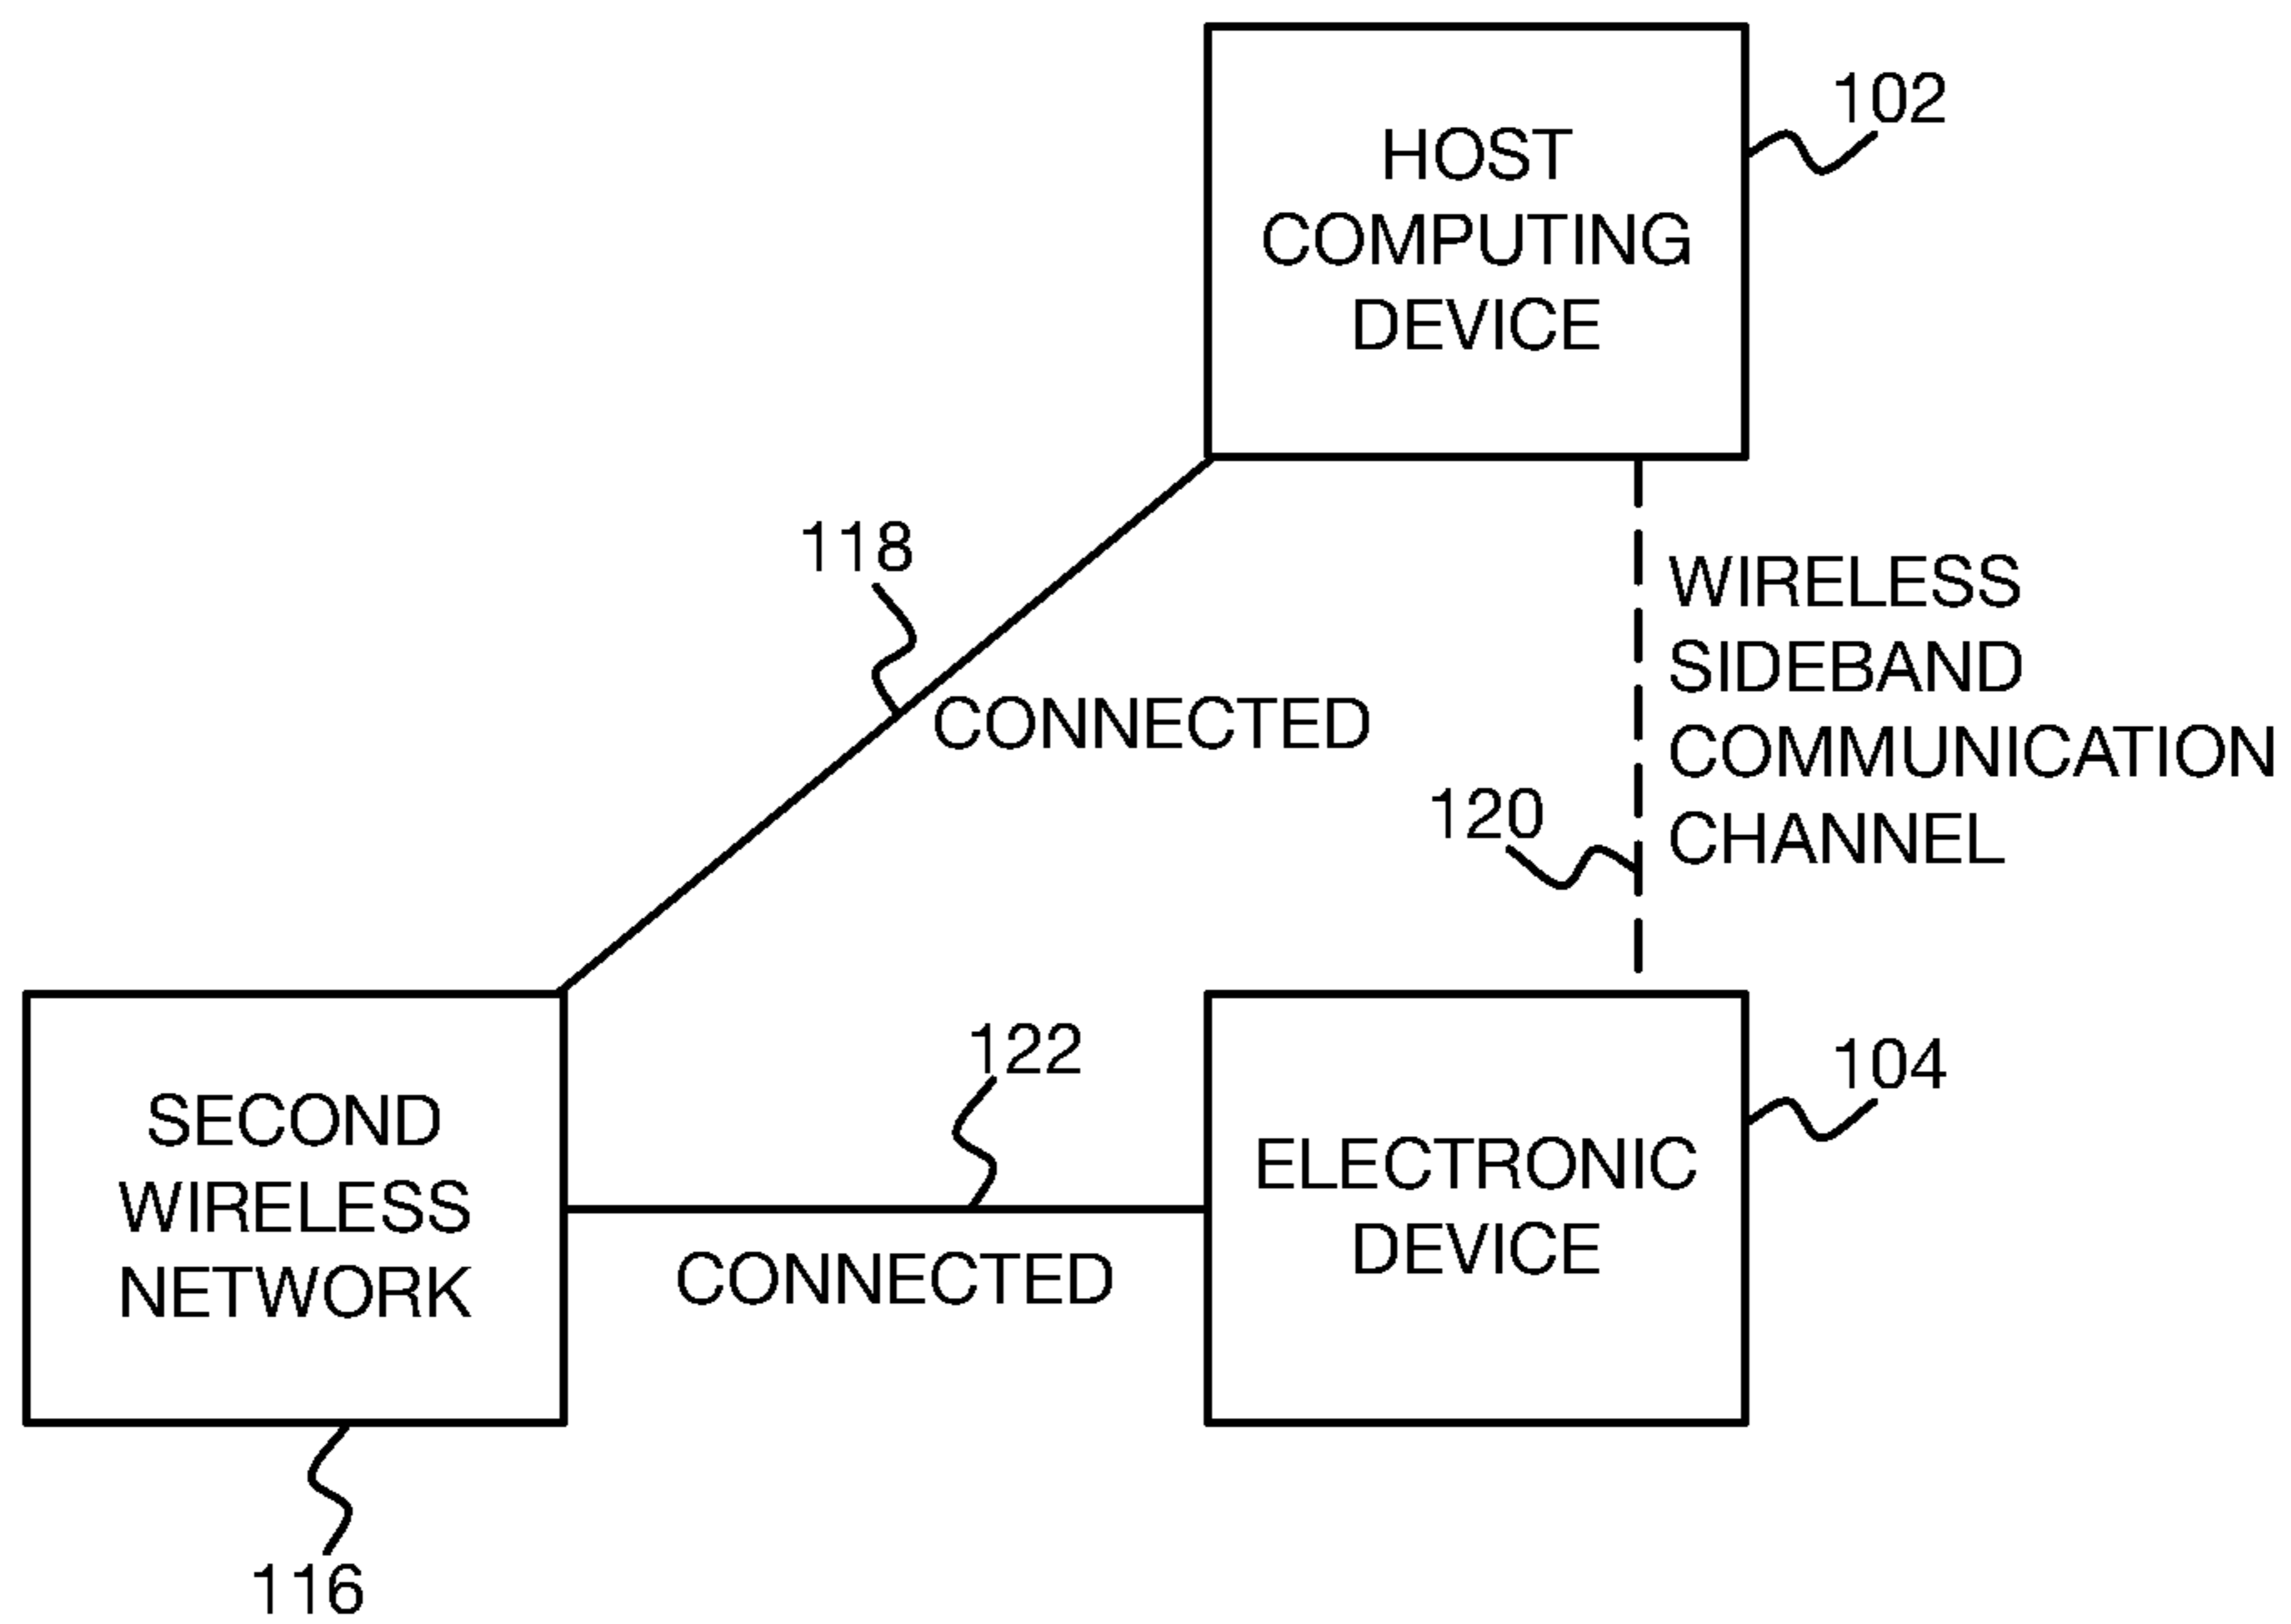 102
HOST
COMPUTING
DEVICE
118
CONNECTED
WIRELESS
SIDEBAND
COMMUNICATION
CHANNEL
120
SECOND
WIRELESS
NETWORK
116
122
CONNECTED
104
ELECTRONIC
DEVICE